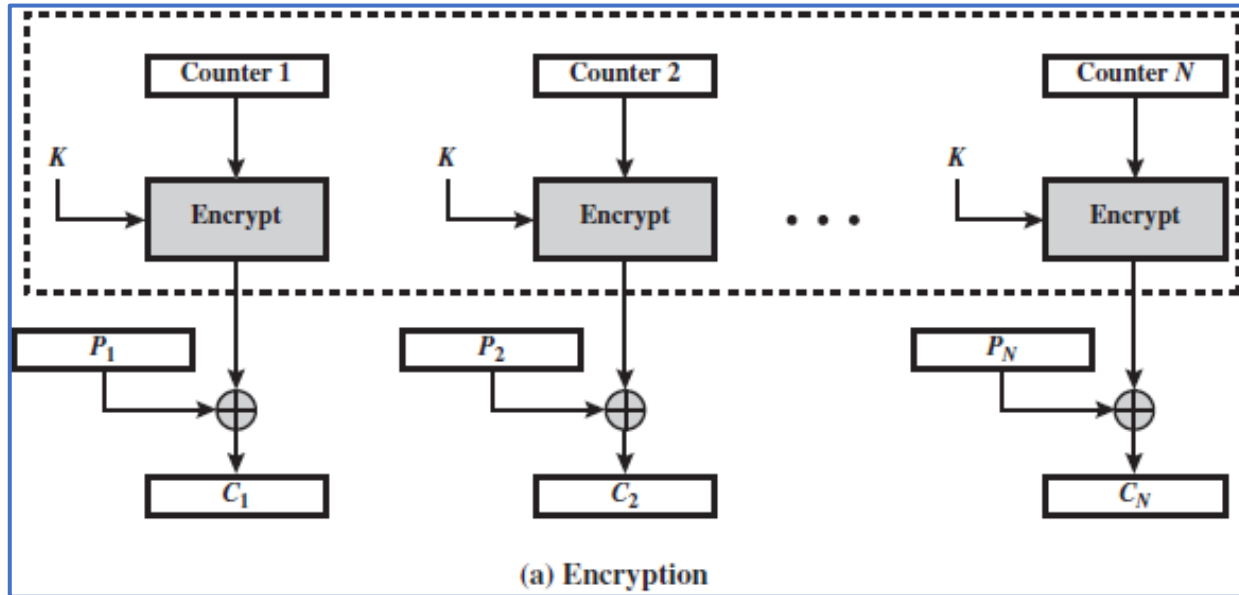 Counter 1 Counter 2 Counter N
K K K
Encrypt Encrypt • • • Encrypt
P1 P2 PN
C1 C2 CN
(a) Encryption